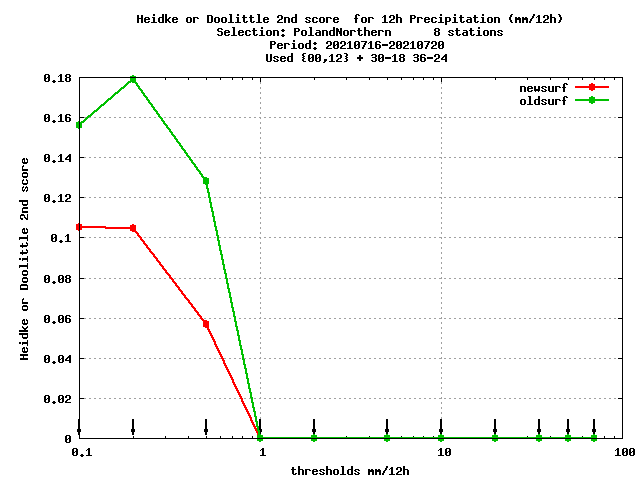 Heidke or Doolittle 2nd score  for 12h Precipitation (mm/12h)
Selection: PolandNorthern      8 stations
Period: 20210716-20210720
Used {00,12} + 30-18 36-24
newsurf
oldsurf
0.18
0.16
0.14
0.12
0.1
0.08
0.06
0.04
0.02
0
Heidke or Doolittle 2nd score
0.1 1 10 100
thresholds mm/12h